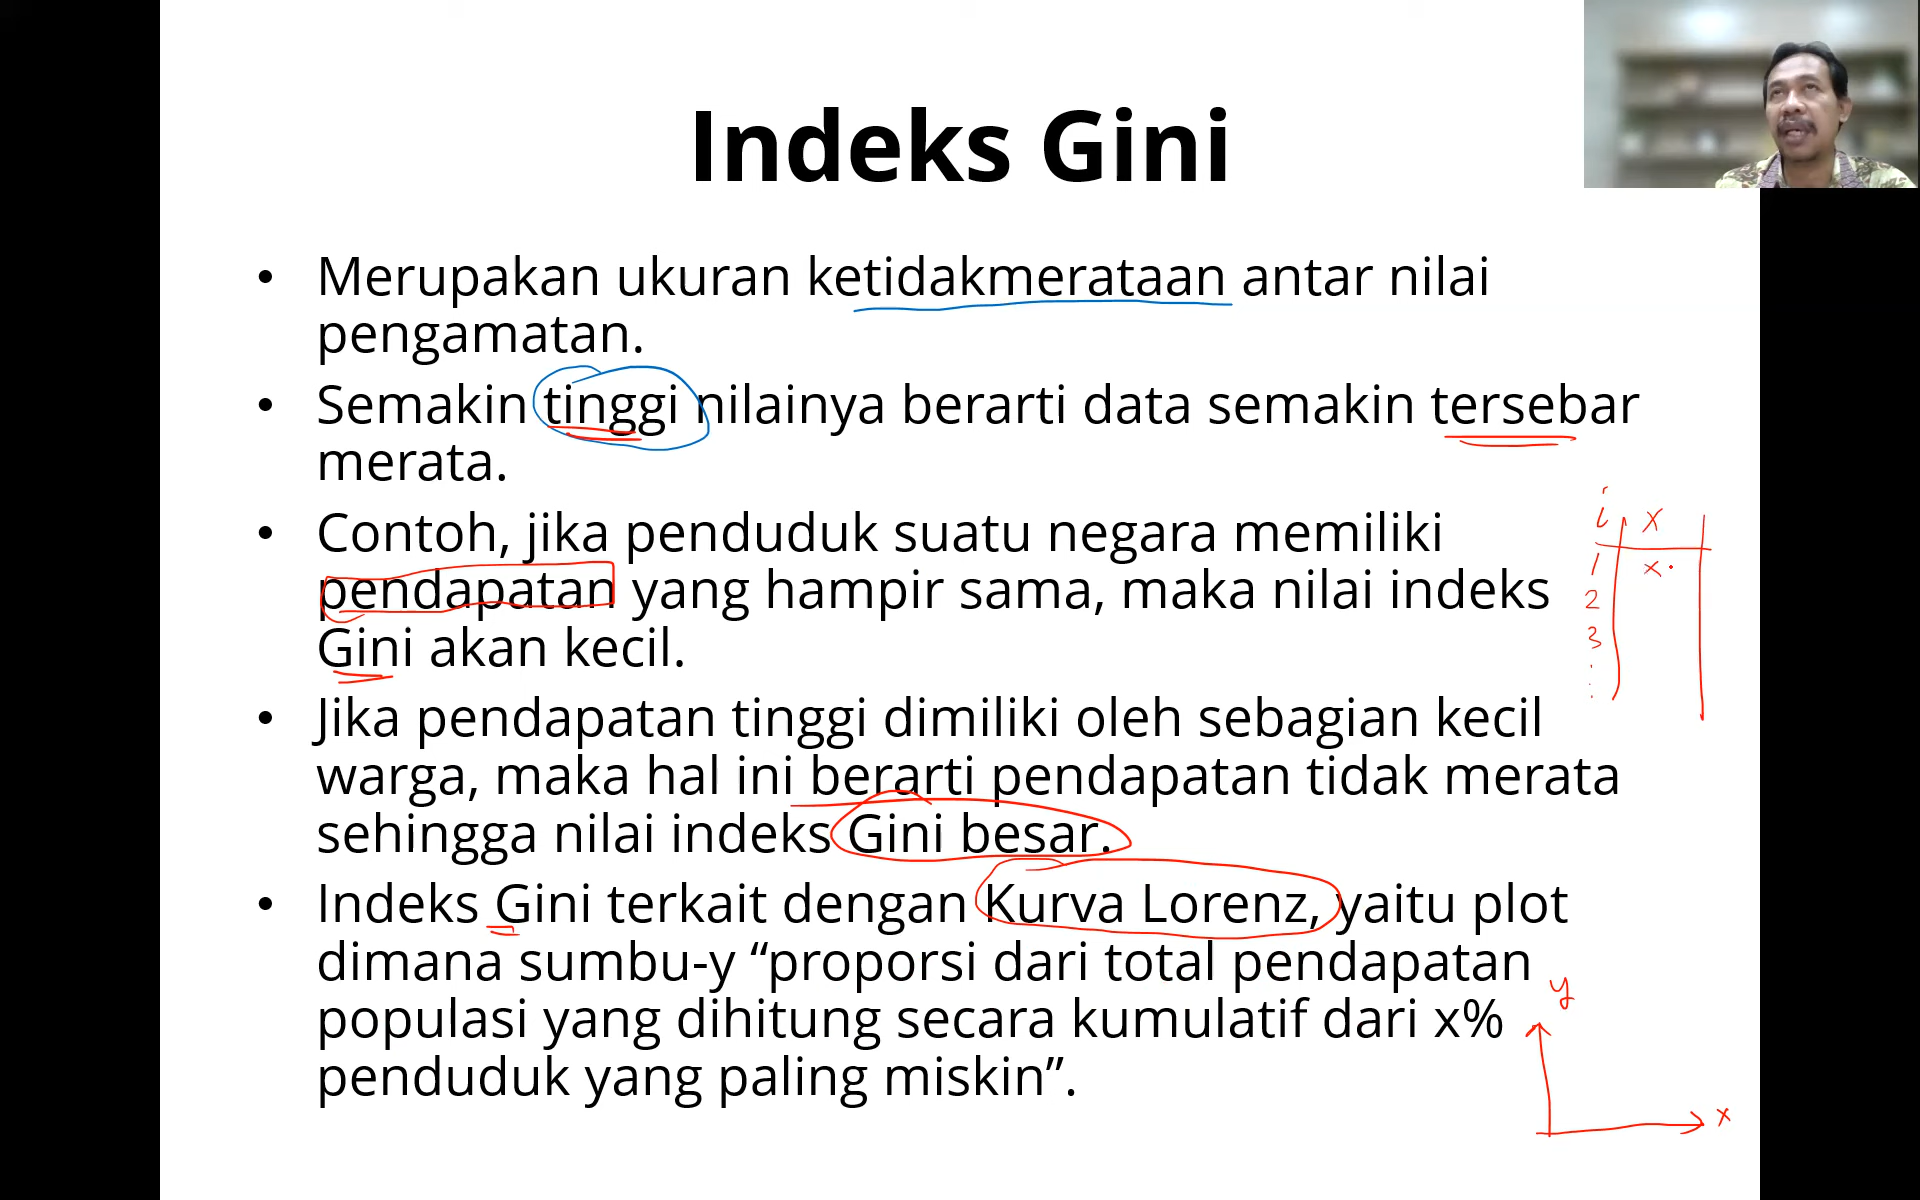 Indeks Gini
• Merupakan ukuran ketidakmerataan antar nilai
pengamatan.
• Semakin tinggi nilainya berarti data semakin tersebar
merata.
• Contoh, jika penduduk suatu negara memiliki
pendapatan yang hampir sama, maka nilai indeks
Gini akan kecil.
• Jika pendapatan tinggi dimiliki oleh sebagian kecil
warga, maka hal ini berarti pendapatan tidak merata
sehingga nilai indeks Gini besar.
• Indeks Gini terkait dengan Kurva Lorenz, yaitu plot
dimana sumbu-y “proporsi dari total pendapatan
populasi yang dihitung secara kumulatif dari x%
penduduk yang paling miskin”.
i x
1 x.
2
3
:
y
x